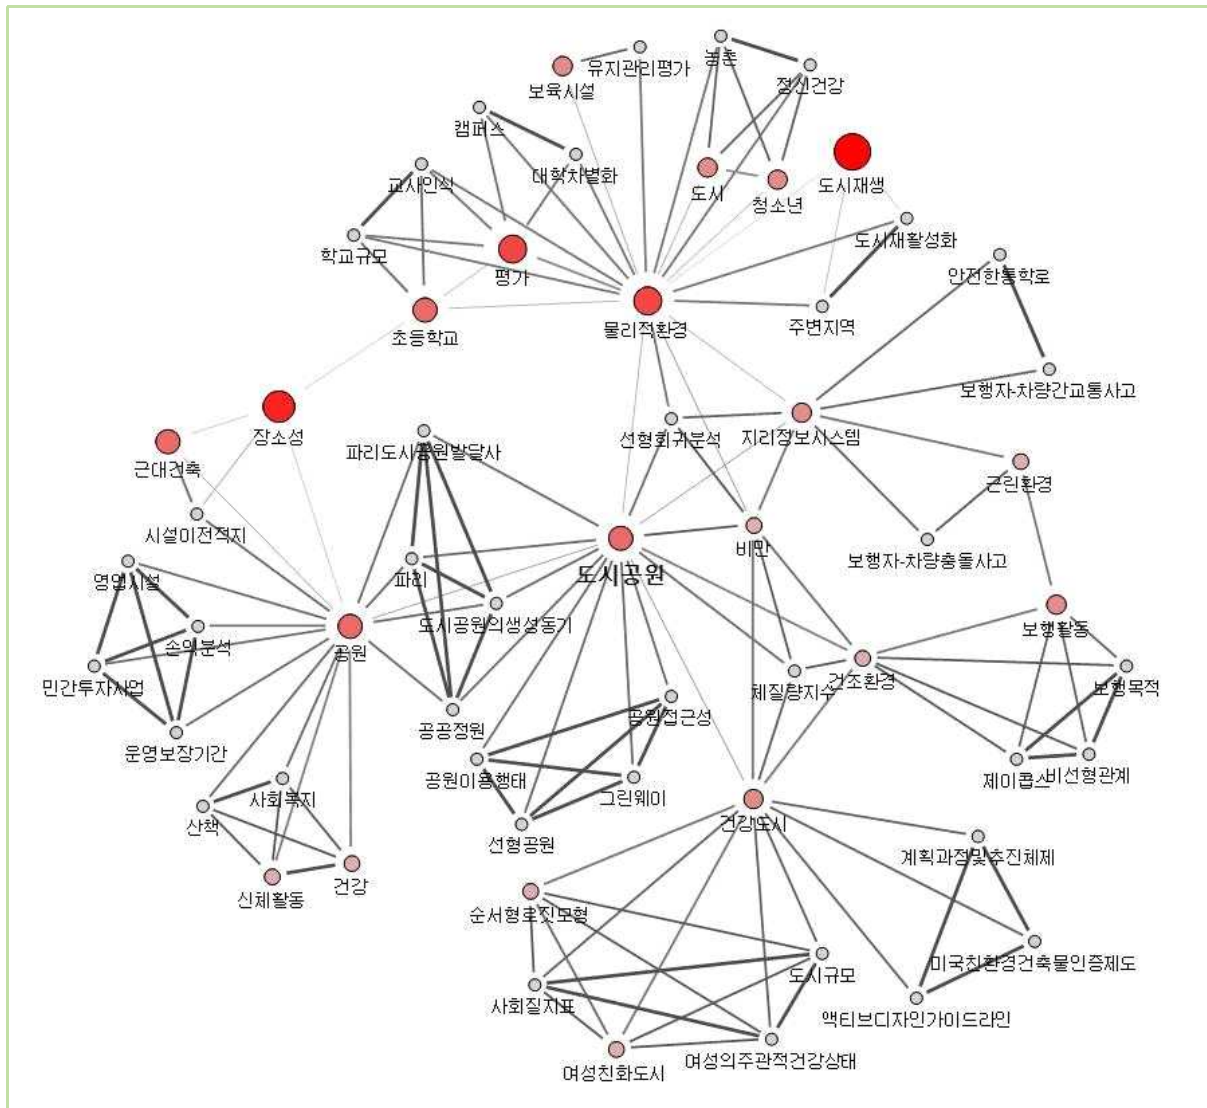 농촌
유지관리평가
정신건강
보육시설
캠퍼스
대학차별화
교사인식
도시
청소년
도시재생
도시재활성화
학교규모
평가
안전한통학로
초등학교
물리적환경
주변지역
보행자-차량간교통사고
장소성
파리도시공원발달사
선형회귀분석
지리정보시스템
근대건축
근린환경
시설이전적지
비만
보행자-차량충돌사고
영업시설
파리
도시공원
도시공원의생성동기
보행활동
손익분석
공원
민간투자사업
체질량지수
건조환경
보행목적
운영보장기간
공공정원
공원접근성
공원이용행태
그린웨이
제이콥스
비선형관계
사회복지
산책
선형공원
건강도시
신체활동
건강
계획과정및추진체제
순서형로짓모형
도시규모
미국친환경건축물인증제도
사회질지표
액티브디자인가이드라인
여성친화도시
여성의주관적건강상태